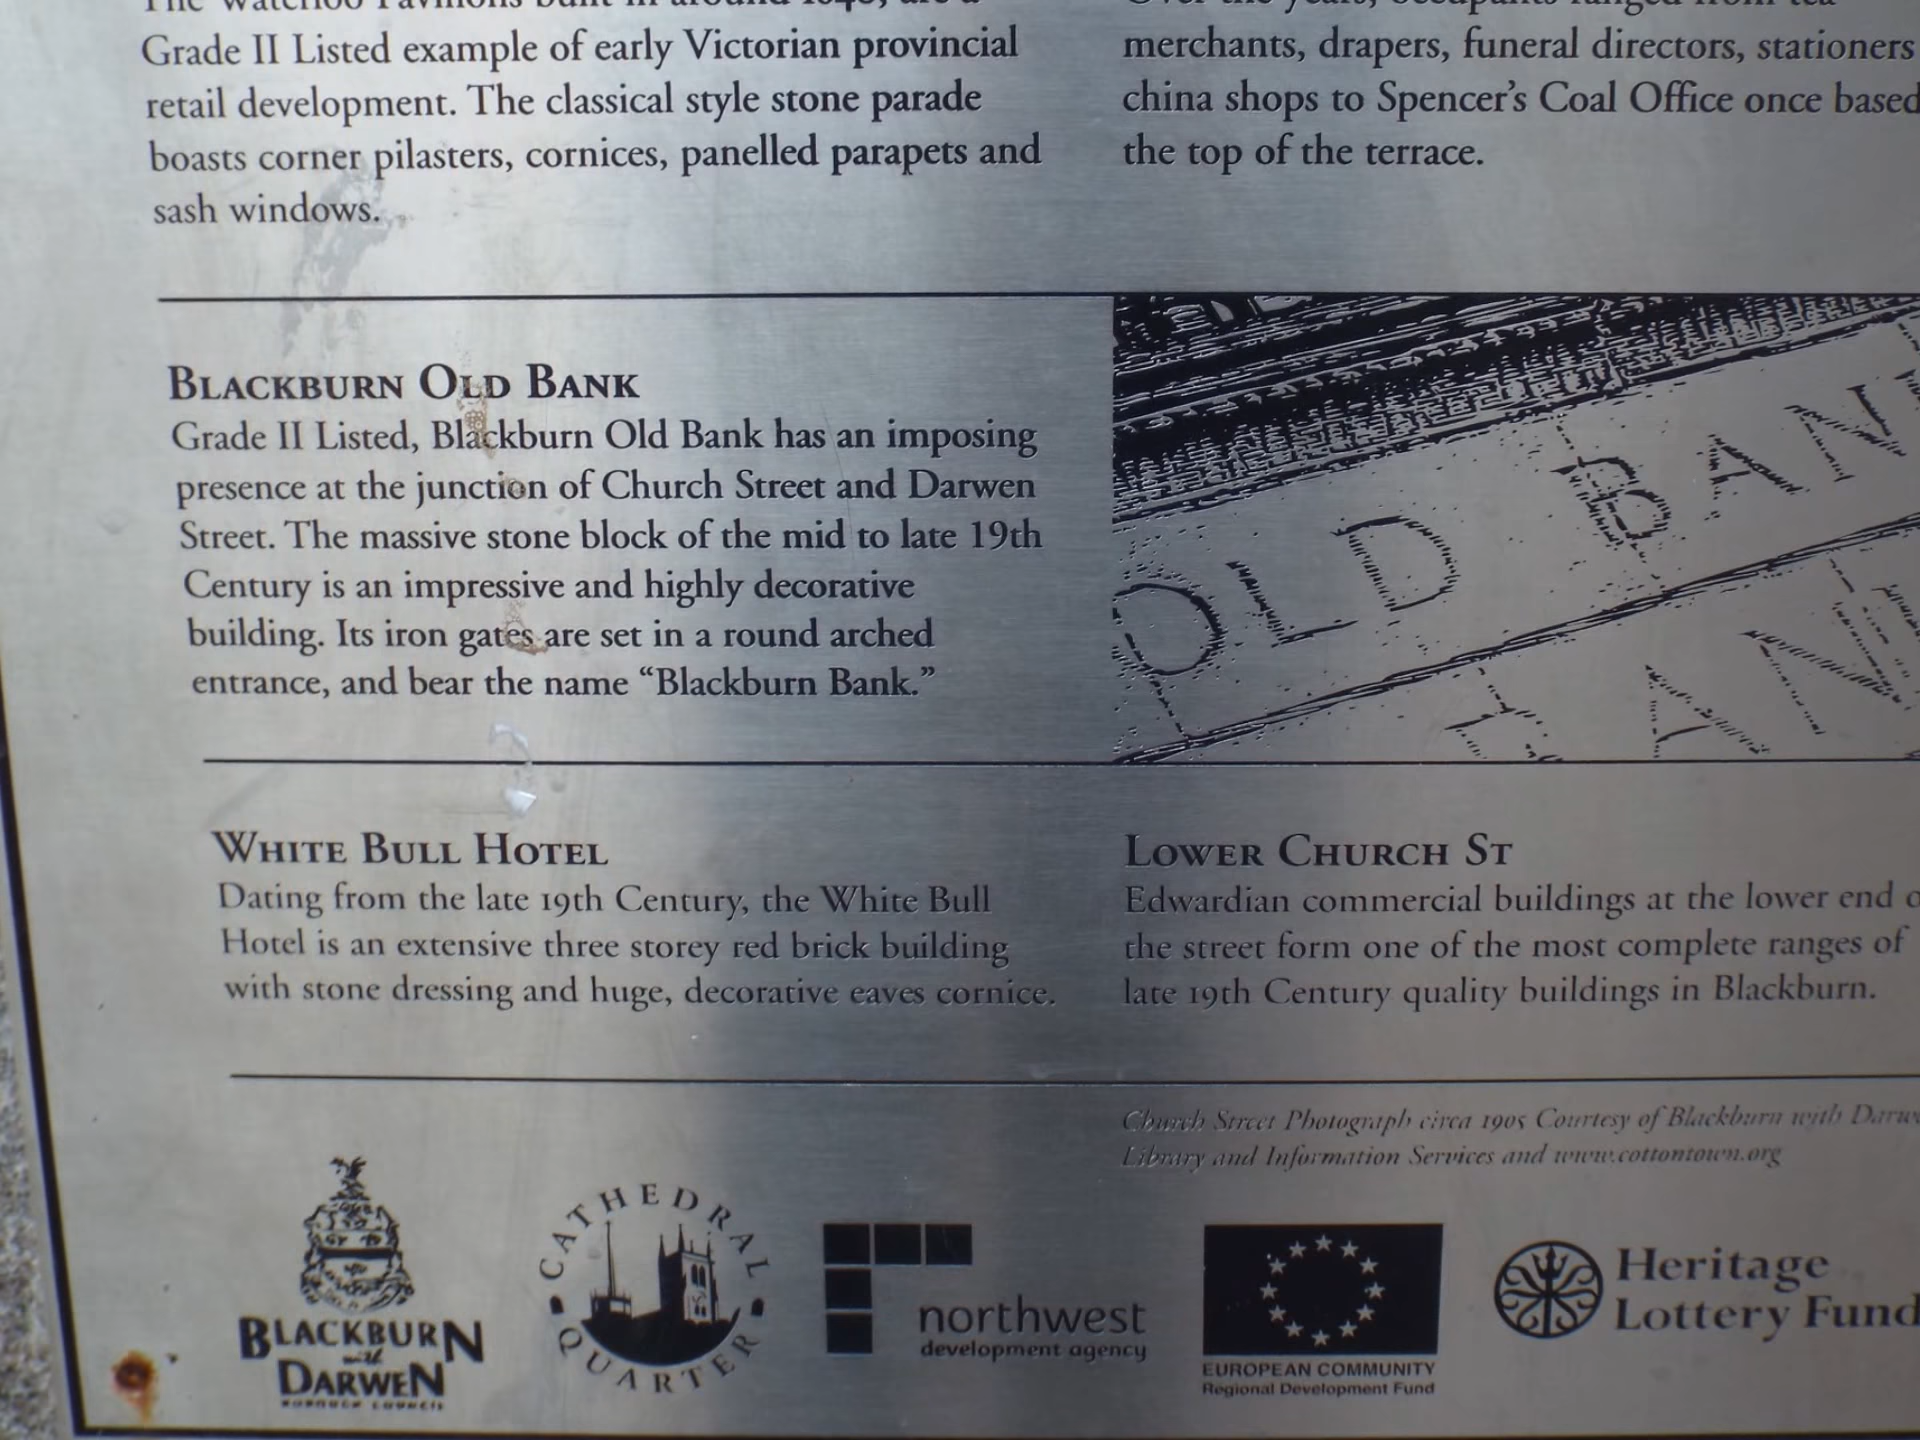 Grade II Listed example of early Victorian provincial
retail development. The classical style stone parade
boasts corner pilasters, cornices, panelled parapets and
sash windows.
merchants, drapers, funeral directors, stationers
china shops to Spencer's Coal Office once based
the top of the terrace.
BLACKBURN OLD BANK
Grade II Listed, Blackburn Old Bank has an imposing
presence at the junction of Church Street and Darwen
Street. The massive stone block of the mid to late 19th
Century is an impressive and highly decorative
building. Its iron gates are set in a round arched
entrance, and bear the name “Blackburn Bank.”
OLD BAN
WHITE BULL HOTEL
Dating from the late 19th Century, the White Bull
Hotel is an extensive three storey red brick building
with stone dressing and huge, decorative eaves cornice.
LOWER CHURCH ST
Edwardian commercial buildings at the lower end
the street form one of the most complete ranges of
late 19th Century quality buildings in Blackburn.
Church Street Photograph circa 1905 Courtesy of Blackburn with
Library and Information Services and www.cottontown.org
BLACKBURN
with
DARWEN
BOROUGH COUNCIL
CATHEDRAL
QUARTER
northwest
development agency
EUROPEAN COMMUNITY
Regional Development Fund
Heritage
Lottery Fund